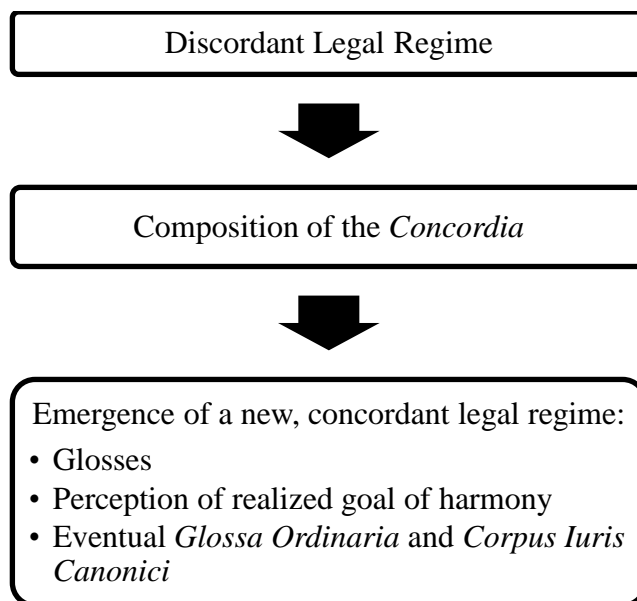 Discordant Legal Regime
Composition of the Concordia
Emergence of a new, concordant legal regime:
• Glosses
• Perception of realized goal of harmony
• Eventual Glossa Ordinaria and Corpus Iuris
Canonici